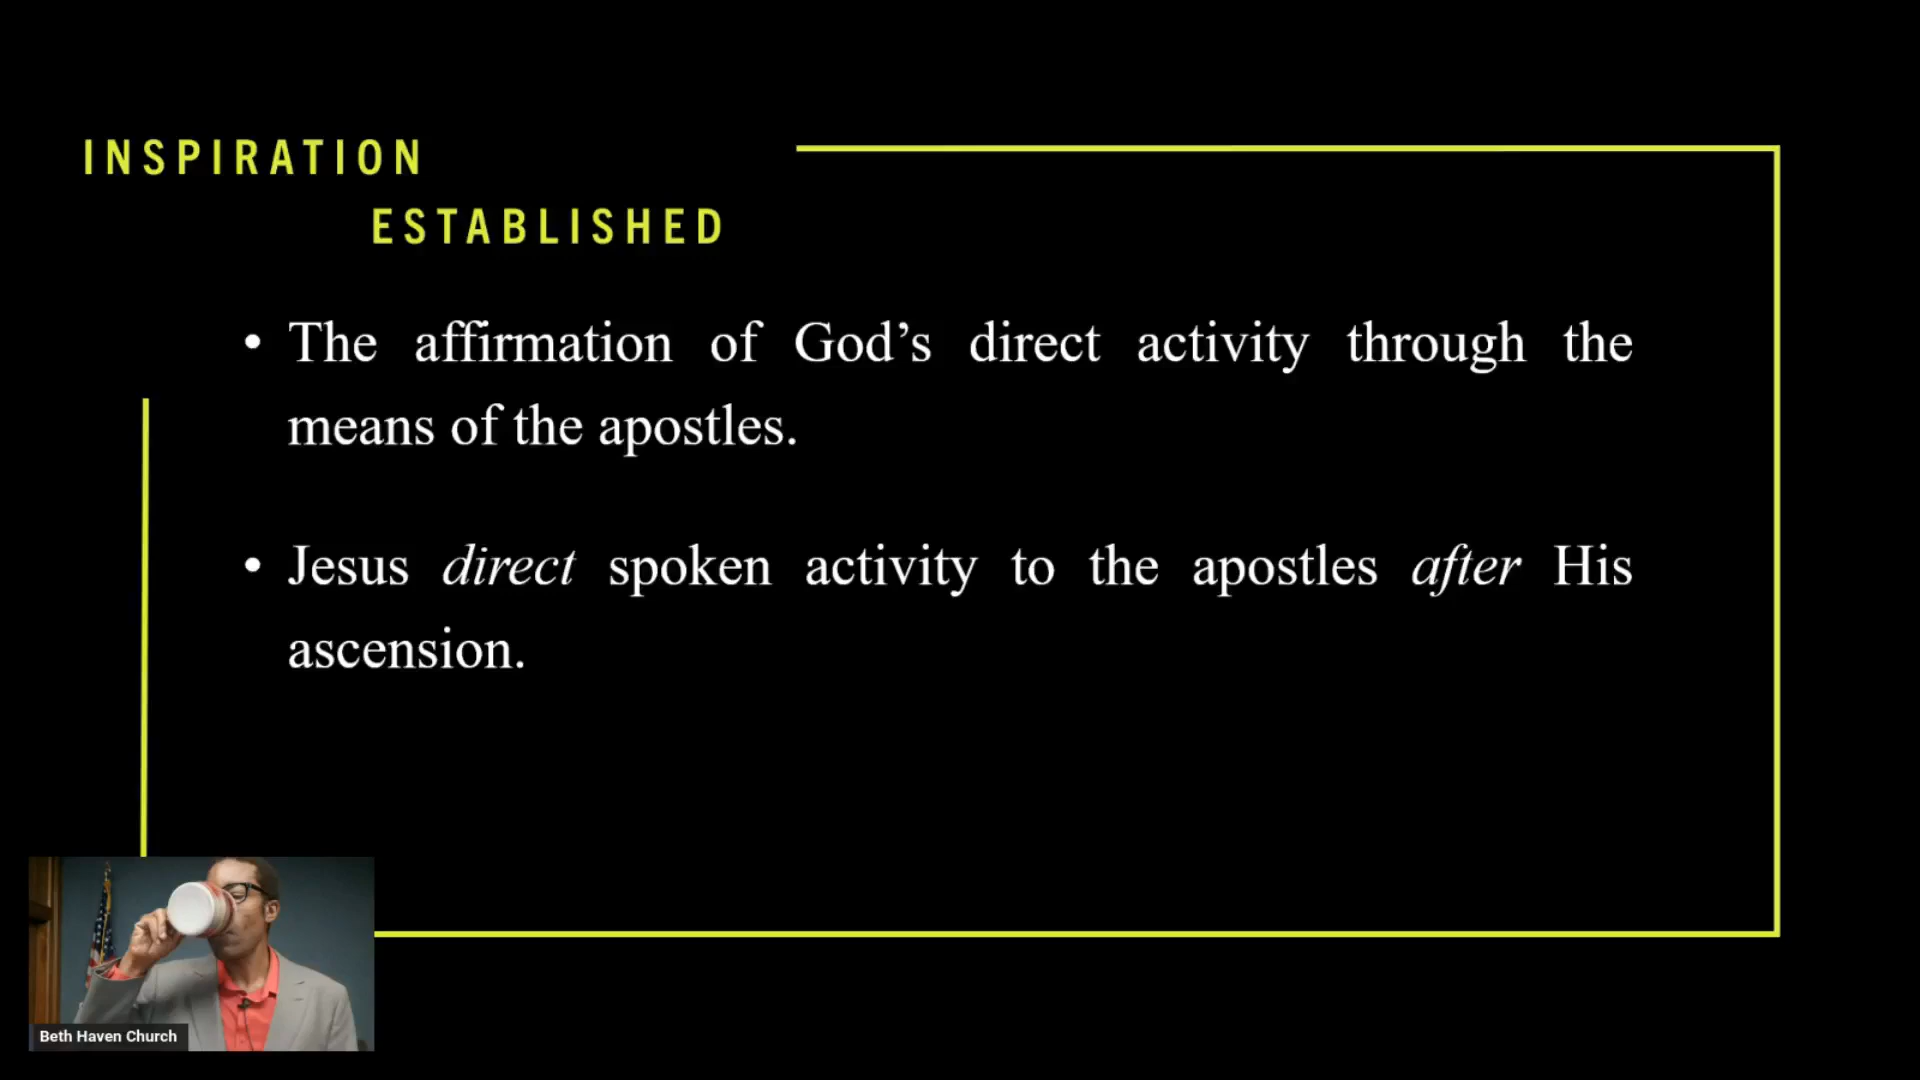 INSPIRATION
ESTABLISHED
• The affirmation of God’s direct activity through the
means of the apostles.
• Jesus direct spoken activity to the apostles after His
ascension.
Beth Haven Church